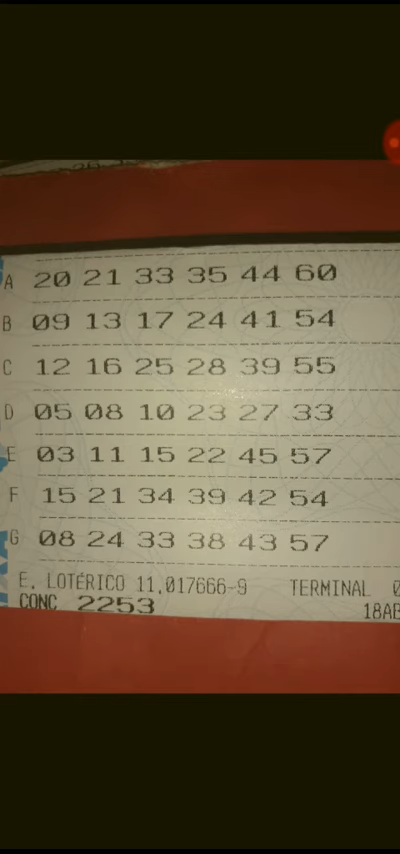 A 20 21 33 35 44 60
B 09 13 17 24 41 54
C 12 16 25 28 39 55
D 05 08 10 23 27 33
E 03 11 15 22 45 57
F 15 21 34 39 42 54
G 08 24 33 38 43 57
E. LOTÉRICO 11.017666-9 TERMINAL 0
CONC 2253 18AB